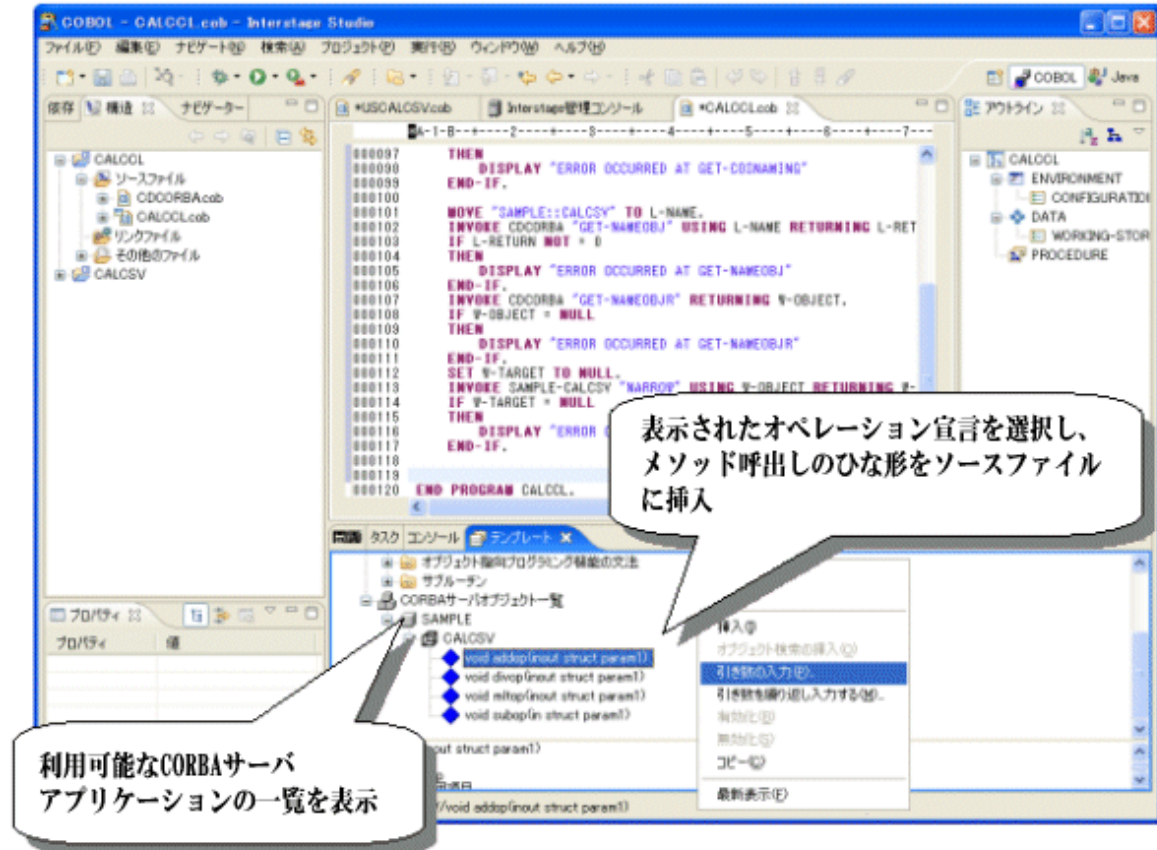 COBOL - CALCCL.cob - Interstage Studio
ファイル(F) 編集(E) ナビゲート(N) 検索(A) プロジェクト(P) 実行(R) ウィンドウ(W) ヘルプ(H)
COBOL Java
依存 構造 ナビゲーター
CALCCL
ソースファイル
CDCORBA.cob
CALCCL.cob
リンクファイル
その他のファイル
CALCSV
プロパティ
プロパティ 値
*USCALCSV.cob Interstage管理コンソール *CALCCL.cob
A-1-B--+----2----+----3----+----4----+----5----+----6----+----7---
000097 THEN
000098 DISPLAY "ERROR OCCURRED AT GET-COSNAMING"
000099 END-IF.
000100
000101 MOVE "SAMPLE::CALCSV" TO L-NAME.
000102 INVOKE CDCORBA "GET-NAMEOBJ" USING L-NAME RETURNING L-RET
000103 IF L-RETURN NOT = 0
000104 THEN
000105 DISPLAY "ERROR OCCURRED AT GET-NAMEOBJ"
000106 END-IF.
000107 INVOKE CDCORBA "GET-NAMEOBJR" RETURNING W-OBJECT.
000108 IF W-OBJECT = NULL
000109 THEN
000110 DISPLAY "ERROR OCCURRED AT GET-NAMEOBJR"
000111 END-IF.
000112 SET W-TARGET TO NULL.
000113 INVOKE SAMPLE-CALCSV "NARROW" USING W-OBJECT RETURNING W-
000114 IF W-TARGET = NULL
000115 THEN
000116 DISPLAY "ERROR O
000117 END-IF.
000118
000119
000120 END PROGRAM CALCCL.
アウトライン
CALCCL
ENVIRONMENT
CONFIGURATIO
DATA
WORKING-STOR
PROCEDURE
表示されたオペレーション宣言を選択し、
メソッド呼出しのひな形をソースファイル
に挿入
問題 タスク コンソール テンプレート
オブジェクト指向プログラミング機能の文法
サブルーチン
CORBAサーバオブジェクト一覧
SAMPLE
CALCSV
void addop(inout struct param1)
void divop(inout struct param1)
void mltop(inout struct param1)
void subop(in struct param1)
挿入(I)
オブジェクト検索の挿入(Q)
引き数の入力(P)...
引き数を繰り返し入力する(M)...
有効化(B)
無効化(S)
コピー(C)
最新表示(F)
out struct param1)
/void addop(inout struct param1)
利用可能なCORBAサーバ
アプリケーションの一覧を表示